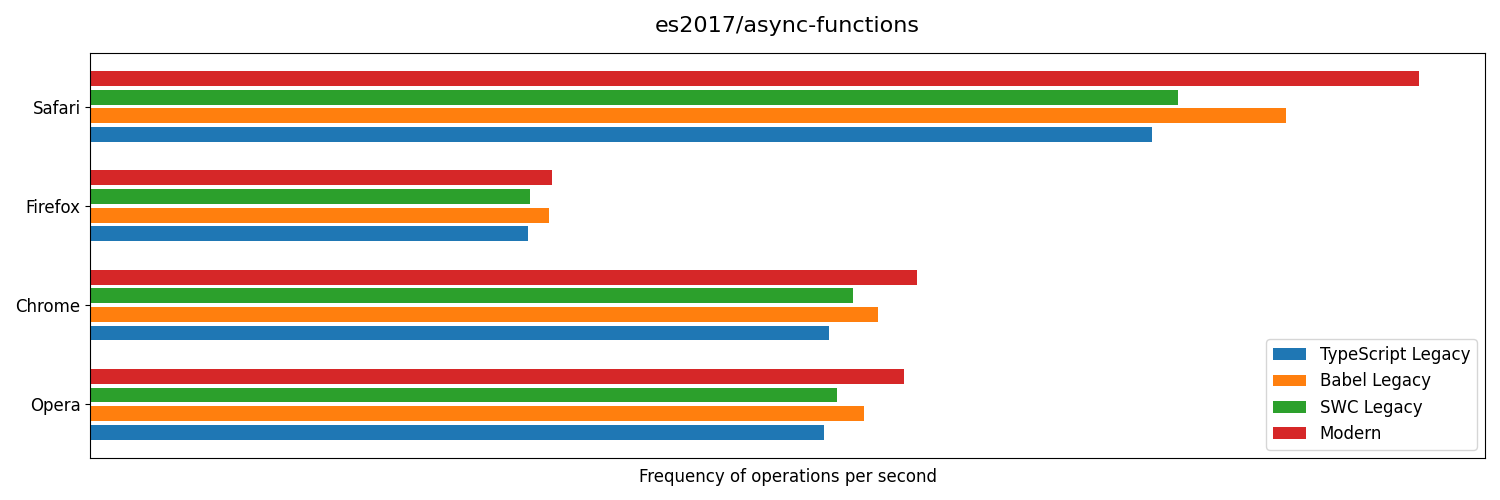 es2017/async-functions
Safari
Firefox
Chrome
Opera
TypeScript Legacy
Babel Legacy
SWC Legacy
Modern
Frequency of operations per second